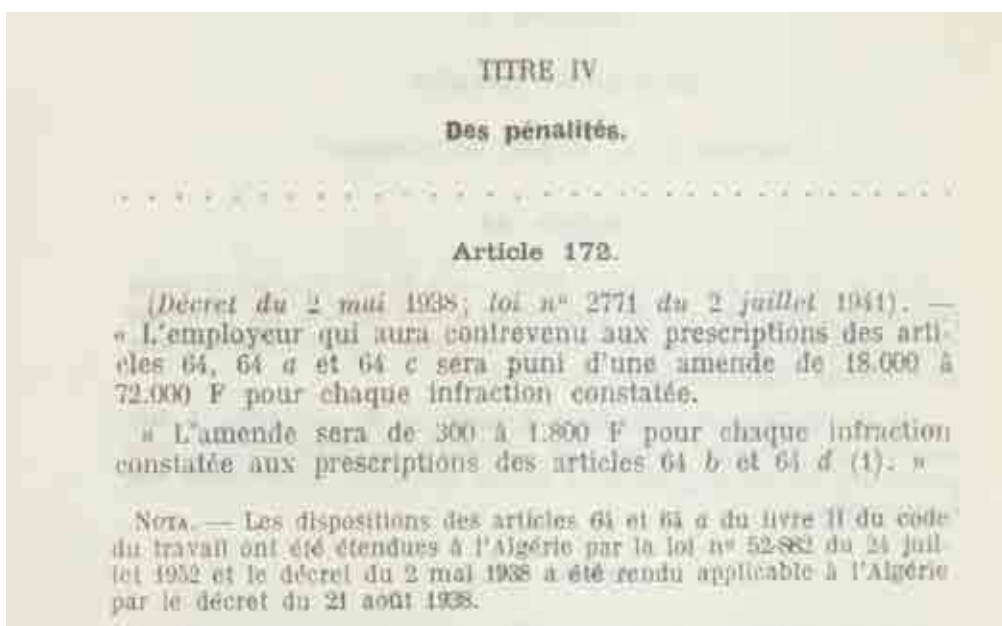 TITRE IV
Des pénalités.
. . . . . . . . . . . . . . . . . . . . . . . . . . . . . .
Article 172.
(Décret du 2 mai 1938; loi n° 2771 du 2 juillet 1941). —
« L'employeur qui aura contrevenu aux prescriptions des arti-
cles 64, 64 a et 64 c sera puni d'une amende de 18.000 à
72.000 F pour chaque infraction constatée.
« L'amende sera de 300 à 1.800 F pour chaque infraction
constatée aux prescriptions des articles 64 b et 64 d (1). »
NOTA. — Les dispositions des articles 64 et 64 a du livre II du code
du travail ont été étendues à l'Algérie par la loi n° 52-882 du 24 juil-
let 1952 et le décret du 2 mai 1938 a été rendu applicable à l'Algérie
par le décret du 21 août 1938.